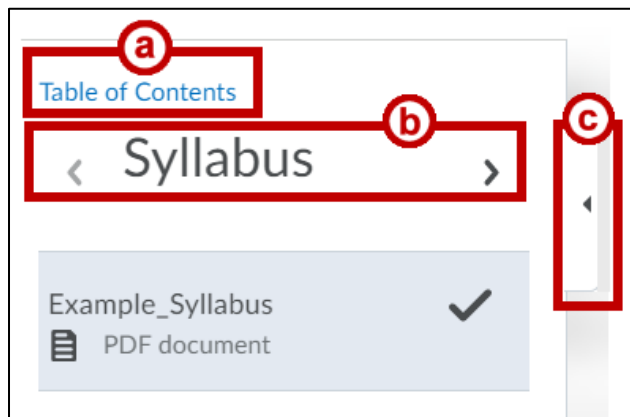 a
Table of Contents
b
c
‹ Syllabus ›
Example_Syllabus
PDF document